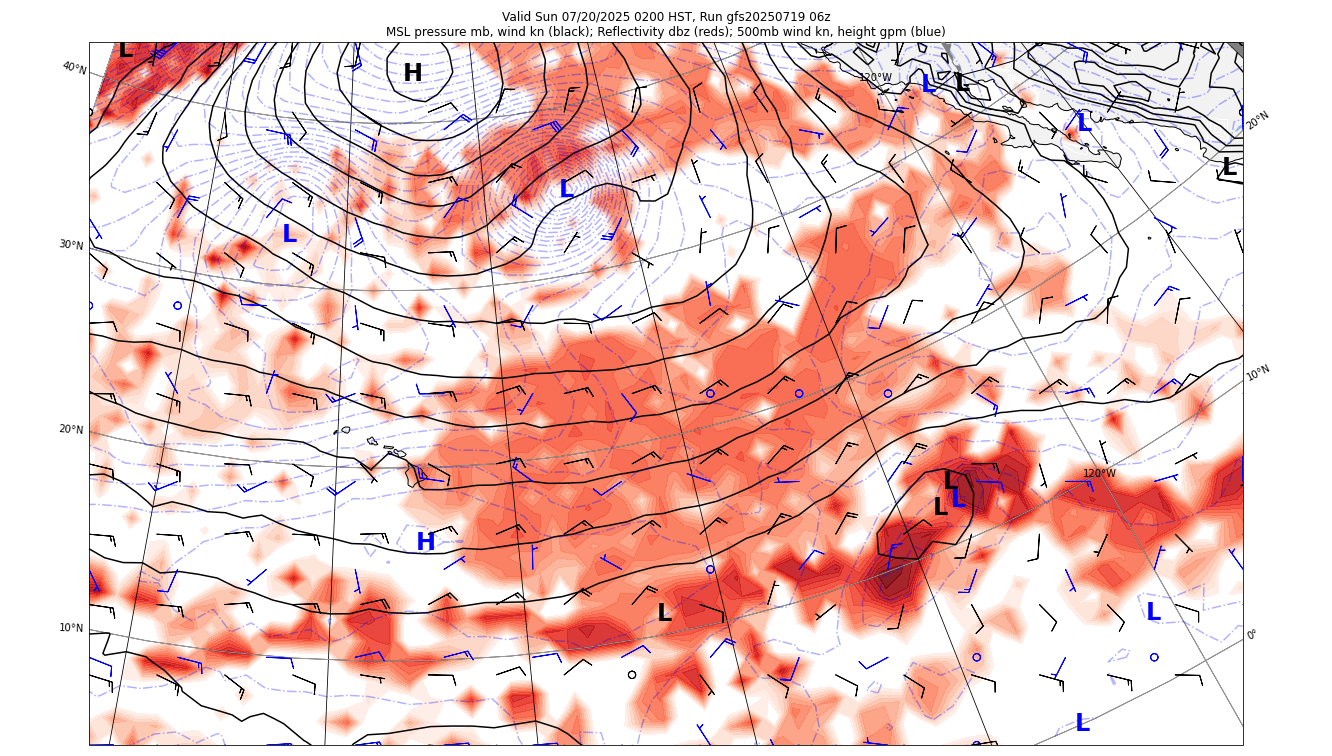 Valid Sun 07/20/2025 0200 HST, Run gfs20250719 06z
MSL pressure mb, wind kn (black); Reflectivity dbz (reds); 500mb wind kn, height gpm (blue)
L
H
40°N
120°W
L
L
20°N
L
L
L
L
30°N
10°N
20°N
120°W
L
L
L
H
10°N
L
L
0°
L